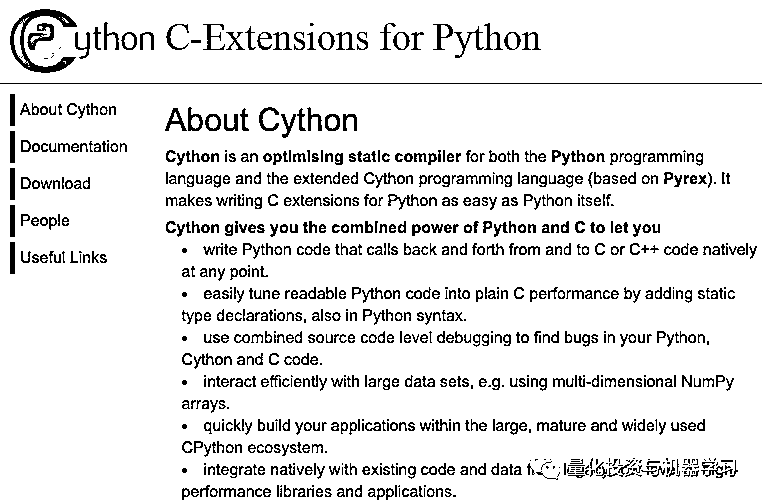 Cython C-Extensions for Python
About Cython
Documentation
Download
People
Useful Links
About Cython
Cython is an optimising static compiler for both the Python programming
language and the extended Cython programming language (based on Pyrex). It
makes writing C extensions for Python as easy as Python itself.
Cython gives you the combined power of Python and C to let you
• write Python code that calls back and forth from and to C or C++ code natively
at any point.
• easily tune readable Python code into plain C performance by adding static
type declarations, also in Python syntax.
• use combined source code level debugging to find bugs in your Python,
Cython and C code.
• interact efficiently with large data sets, e.g. using multi-dimensional NumPy
arrays.
• quickly build your applications within the large, mature and widely used
CPython ecosystem.
• integrate natively with existing code and data
performance libraries and applications.
量化投资与机器学习